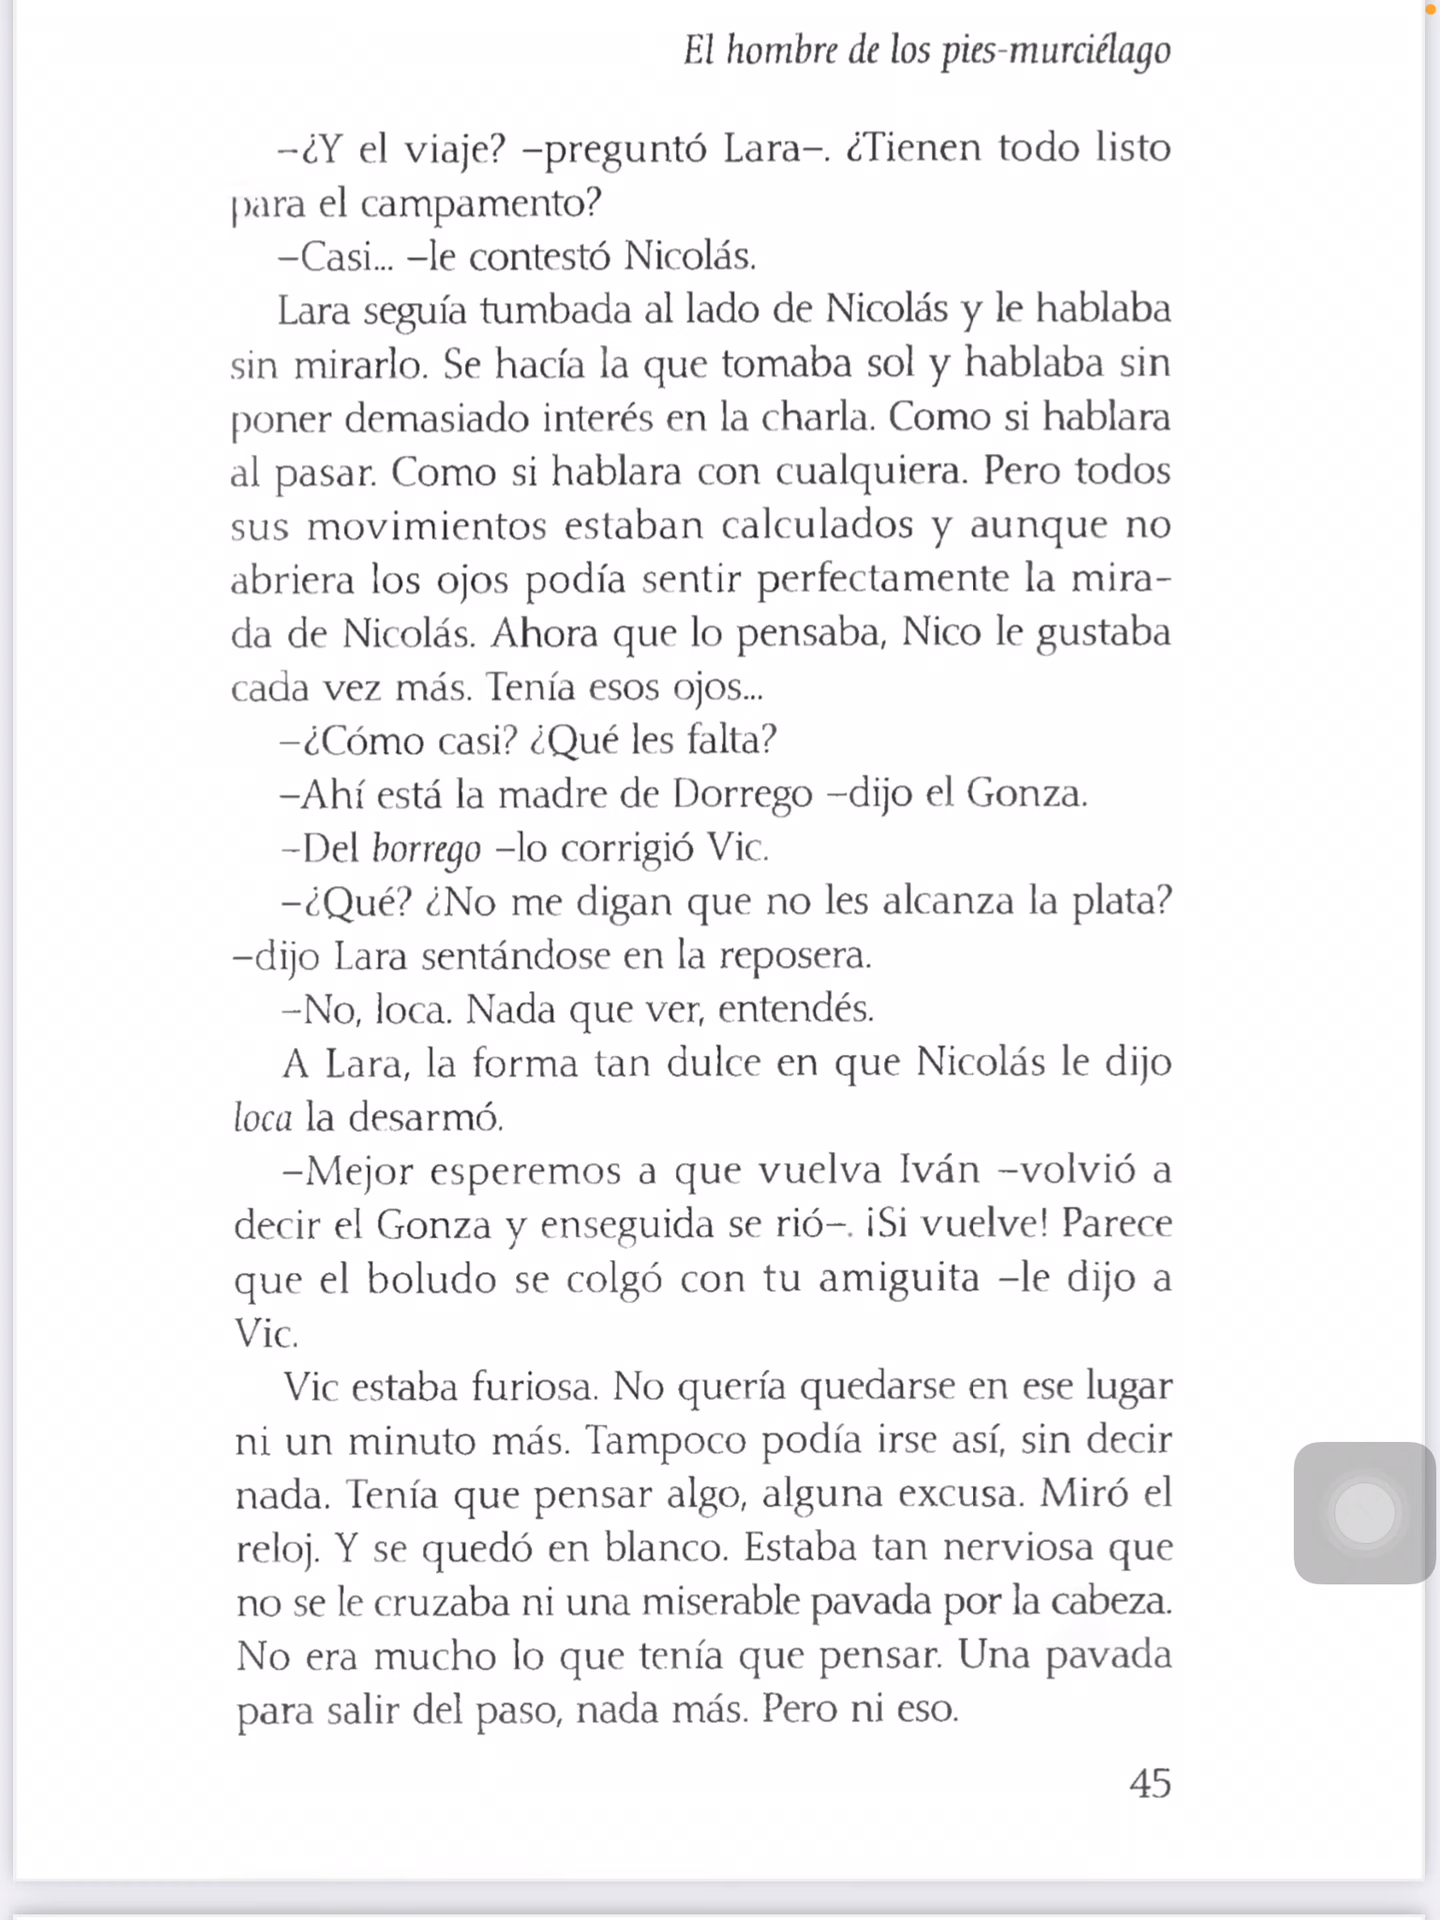 El hombre de los pies-murciélago
–¿Y el viaje? –preguntó Lara–. ¿Tienen todo listo
para el campamento?
–Casi... –le contestó Nicolás.
Lara seguía tumbada al lado de Nicolás y le hablaba
sin mirarlo. Se hacía la que tomaba sol y hablaba sin
poner demasiado interés en la charla. Como si hablara
al pasar. Como si hablara con cualquiera. Pero todos
sus movimientos estaban calculados y aunque no
abriera los ojos podía sentir perfectamente la mira-
da de Nicolás. Ahora que lo pensaba, Nico le gustaba
cada vez más. Tenía esos ojos...
–¿Cómo casi? ¿Qué les falta?
–Ahí está la madre de Dorrego –dijo el Gonza.
–Del borrego –lo corrigió Vic.
–¿Qué? ¿No me digan que no les alcanza la plata?
–dijo Lara sentándose en la reposera.
–No, loca. Nada que ver, entendés.
A Lara, la forma tan dulce en que Nicolás le dijo
loca la desarmó.
–Mejor esperemos a que vuelva Iván –volvió a
decir el Gonza y enseguida se rió–. ¡Si vuelve! Parece
que el boludo se colgó con tu amiguita –le dijo a
Vic.
Vic estaba furiosa. No quería quedarse en ese lugar
ni un minuto más. Tampoco podía irse así, sin decir
nada. Tenía que pensar algo, alguna excusa. Miró el
reloj. Y se quedó en blanco. Estaba tan nerviosa que
no se le cruzaba ni una miserable pavada por la cabeza.
No era mucho lo que tenía que pensar. Una pavada
para salir del paso, nada más. Pero ni eso.
45